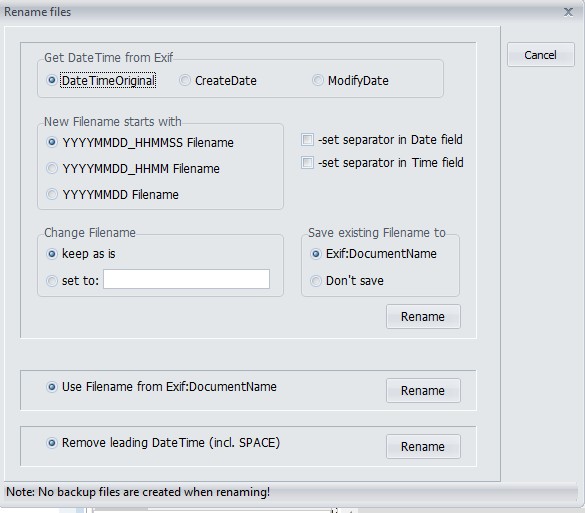 Rename files
Cancel
Get DateTime from Exif
DateTimeOriginal CreateDate ModifyDate
New Filename starts with
YYYYMMDD_HHMMSS Filename
-set separator in Date field
YYYYMMDD_HHMM Filename
-set separator in Time field
YYYYMMDD Filename
Change Filename
keep as is
set to:
Save existing Filename to
Exif:DocumentName
Don't save
Rename
Use Filename from Exif:DocumentName
Rename
Remove leading DateTime (incl. SPACE)
Rename
Note: No backup files are created when renaming!